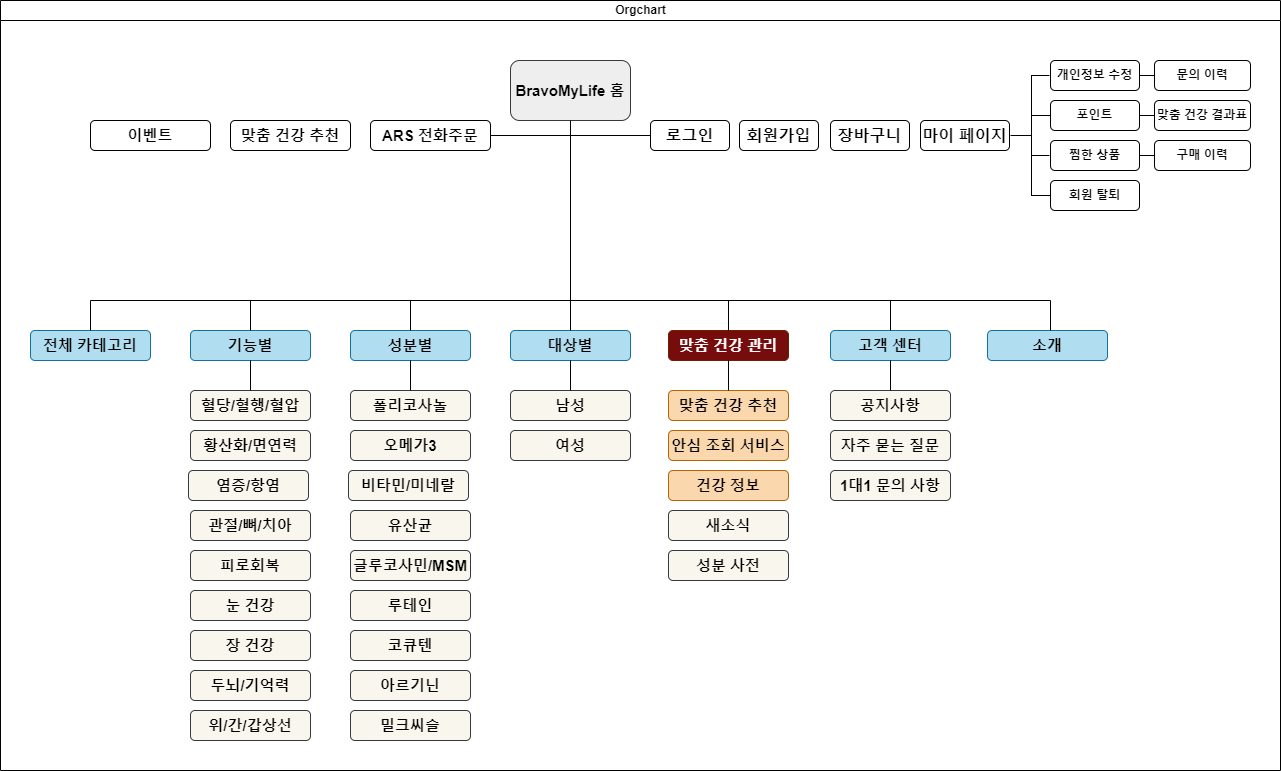 Orgchart
BravoMyLife 홈
이벤트
맞춤 건강 추천
ARS 전화주문
로그인
회원가입
장바구니
마이 페이지
개인정보 수정
문의 이력
포인트
맞춤 건강 결과표
찜한 상품
구매 이력
회원 탈퇴
전체 카테고리
기능별
혈당/혈행/혈압
황산화/면연력
염증/항염
관절/뼈/치아
피로회복
눈 건강
장 건강
두뇌/기억력
위/간/갑상선
성분별
폴리코사놀
오메가3
비타민/미네랄
유산균
글루코사민/MSM
루테인
코큐텐
아르기닌
밀크씨슬
대상별
남성
여성
맞춤 건강 관리
맞춤 건강 추천
안심 조회 서비스
건강 정보
새소식
성분 사전
고객 센터
공지사항
자주 묻는 질문
1대1 문의 사항
소개